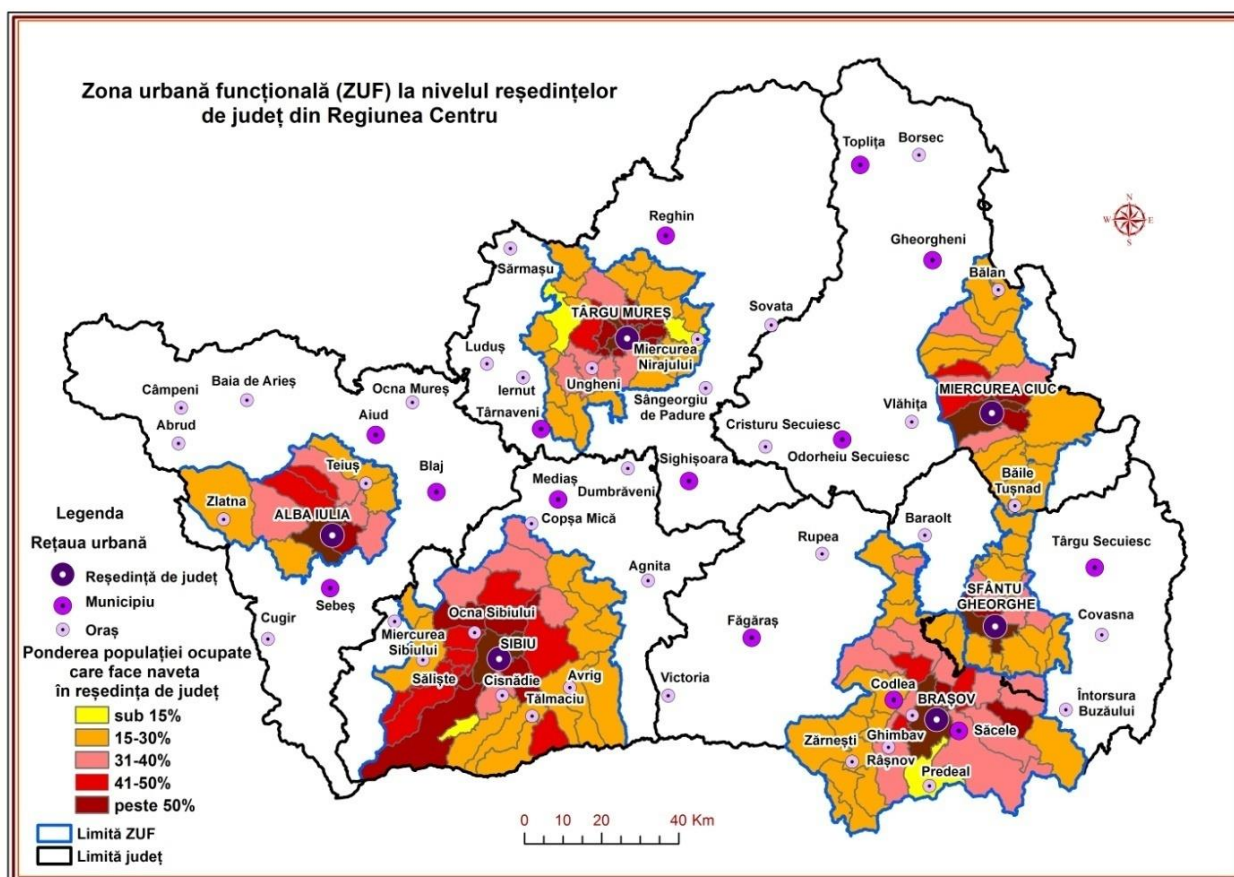 Zona urbană funcțională (ZUF) la nivelul reședințelor
de județ din Regiunea Centru
N
W
E
S
Toplița
Borsec
Reghin
Gheorgheni
Sărmașu
Bălan
Sovata
TÂRGU MUREȘ
Luduș
Miercurea
Nirajului
Iernut
Ungheni
Baia de Arieș
Ocna Mureș
MIERCUREA CIUC
Câmpeni
Sângeorgiu
de Padure
Vlăhița
Abrud
Aiud
Târnaveni
Cristuru Secuiesc
Odorheiu Secuiesc
Teiuș
Blaj
Sighișoara
Mediaș
Dumbrăveni
Băile
Tușnad
Zlatna
Copșa Mică
ALBA IULIA
Baraolt
Rupea
Târgu Secuiesc
Agnita
Sebeș
SFÂNTU
GHEORGHE
Ocna Sibiului
Făgăraș
Covasna
Cugir
Miercurea
Sibiului
SIBIU
Săliște
Cisnădie
Avrig
Tălmaciu
Victoria
Codlea
BRAȘOV
Întorsura
Buzăului
Ghimbav
Săcele
Zărnești
Râșnov
Predeal
Legenda
Rețaua urbană
Reședință de județ
Municipiu
Oraș
Ponderea populației ocupate
care face naveta
în reședința de județ
sub 15%
15-30%
31-40%
41-50%
peste 50%
Limită ZUF
Limită județ
0 10 20 40 Km